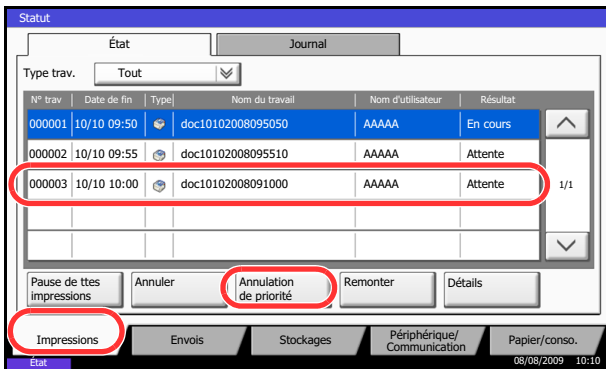 Statut
État Journal
Type trav. Tout
N° trav Date de fin Type Nom du travail Nom d'utilisateur Résultat
000001 10/10 09:50 doc10102008095050 AAAAA En cours
000002 10/10 09:55 doc10102008095510 AAAAA Attente
000003 10/10 10:00 doc10102008091000 AAAAA Attente
1/1
Pause de ttes
impressions
Annuler
Annulation
de priorité
Remonter
Détails
Impressions
Envois
Stockages
Périphérique/
Communication
Papier/conso.
État 08/08/2009 10:10